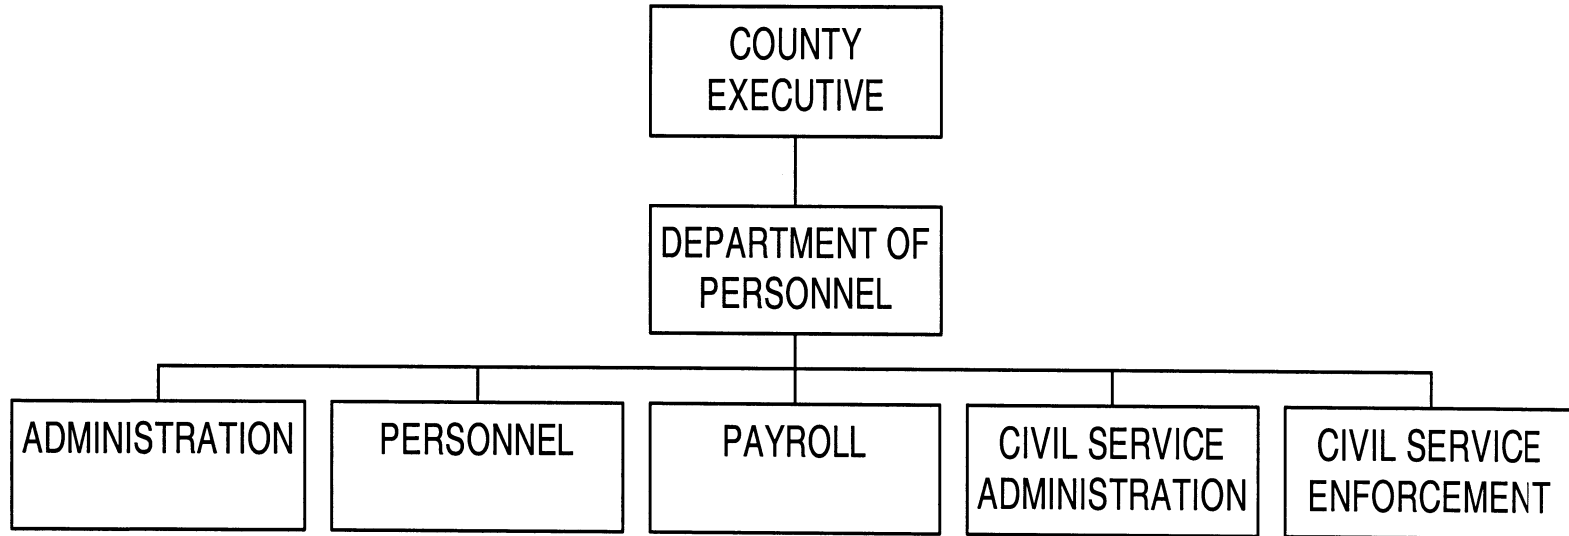 COUNTY
EXECUTIVE
DEPARTMENT OF
PERSONNEL
ADMINISTRATION
PERSONNEL
PAYROLL
CIVIL SERVICE
ADMINISTRATION
CIVIL SERVICE
ENFORCEMENT